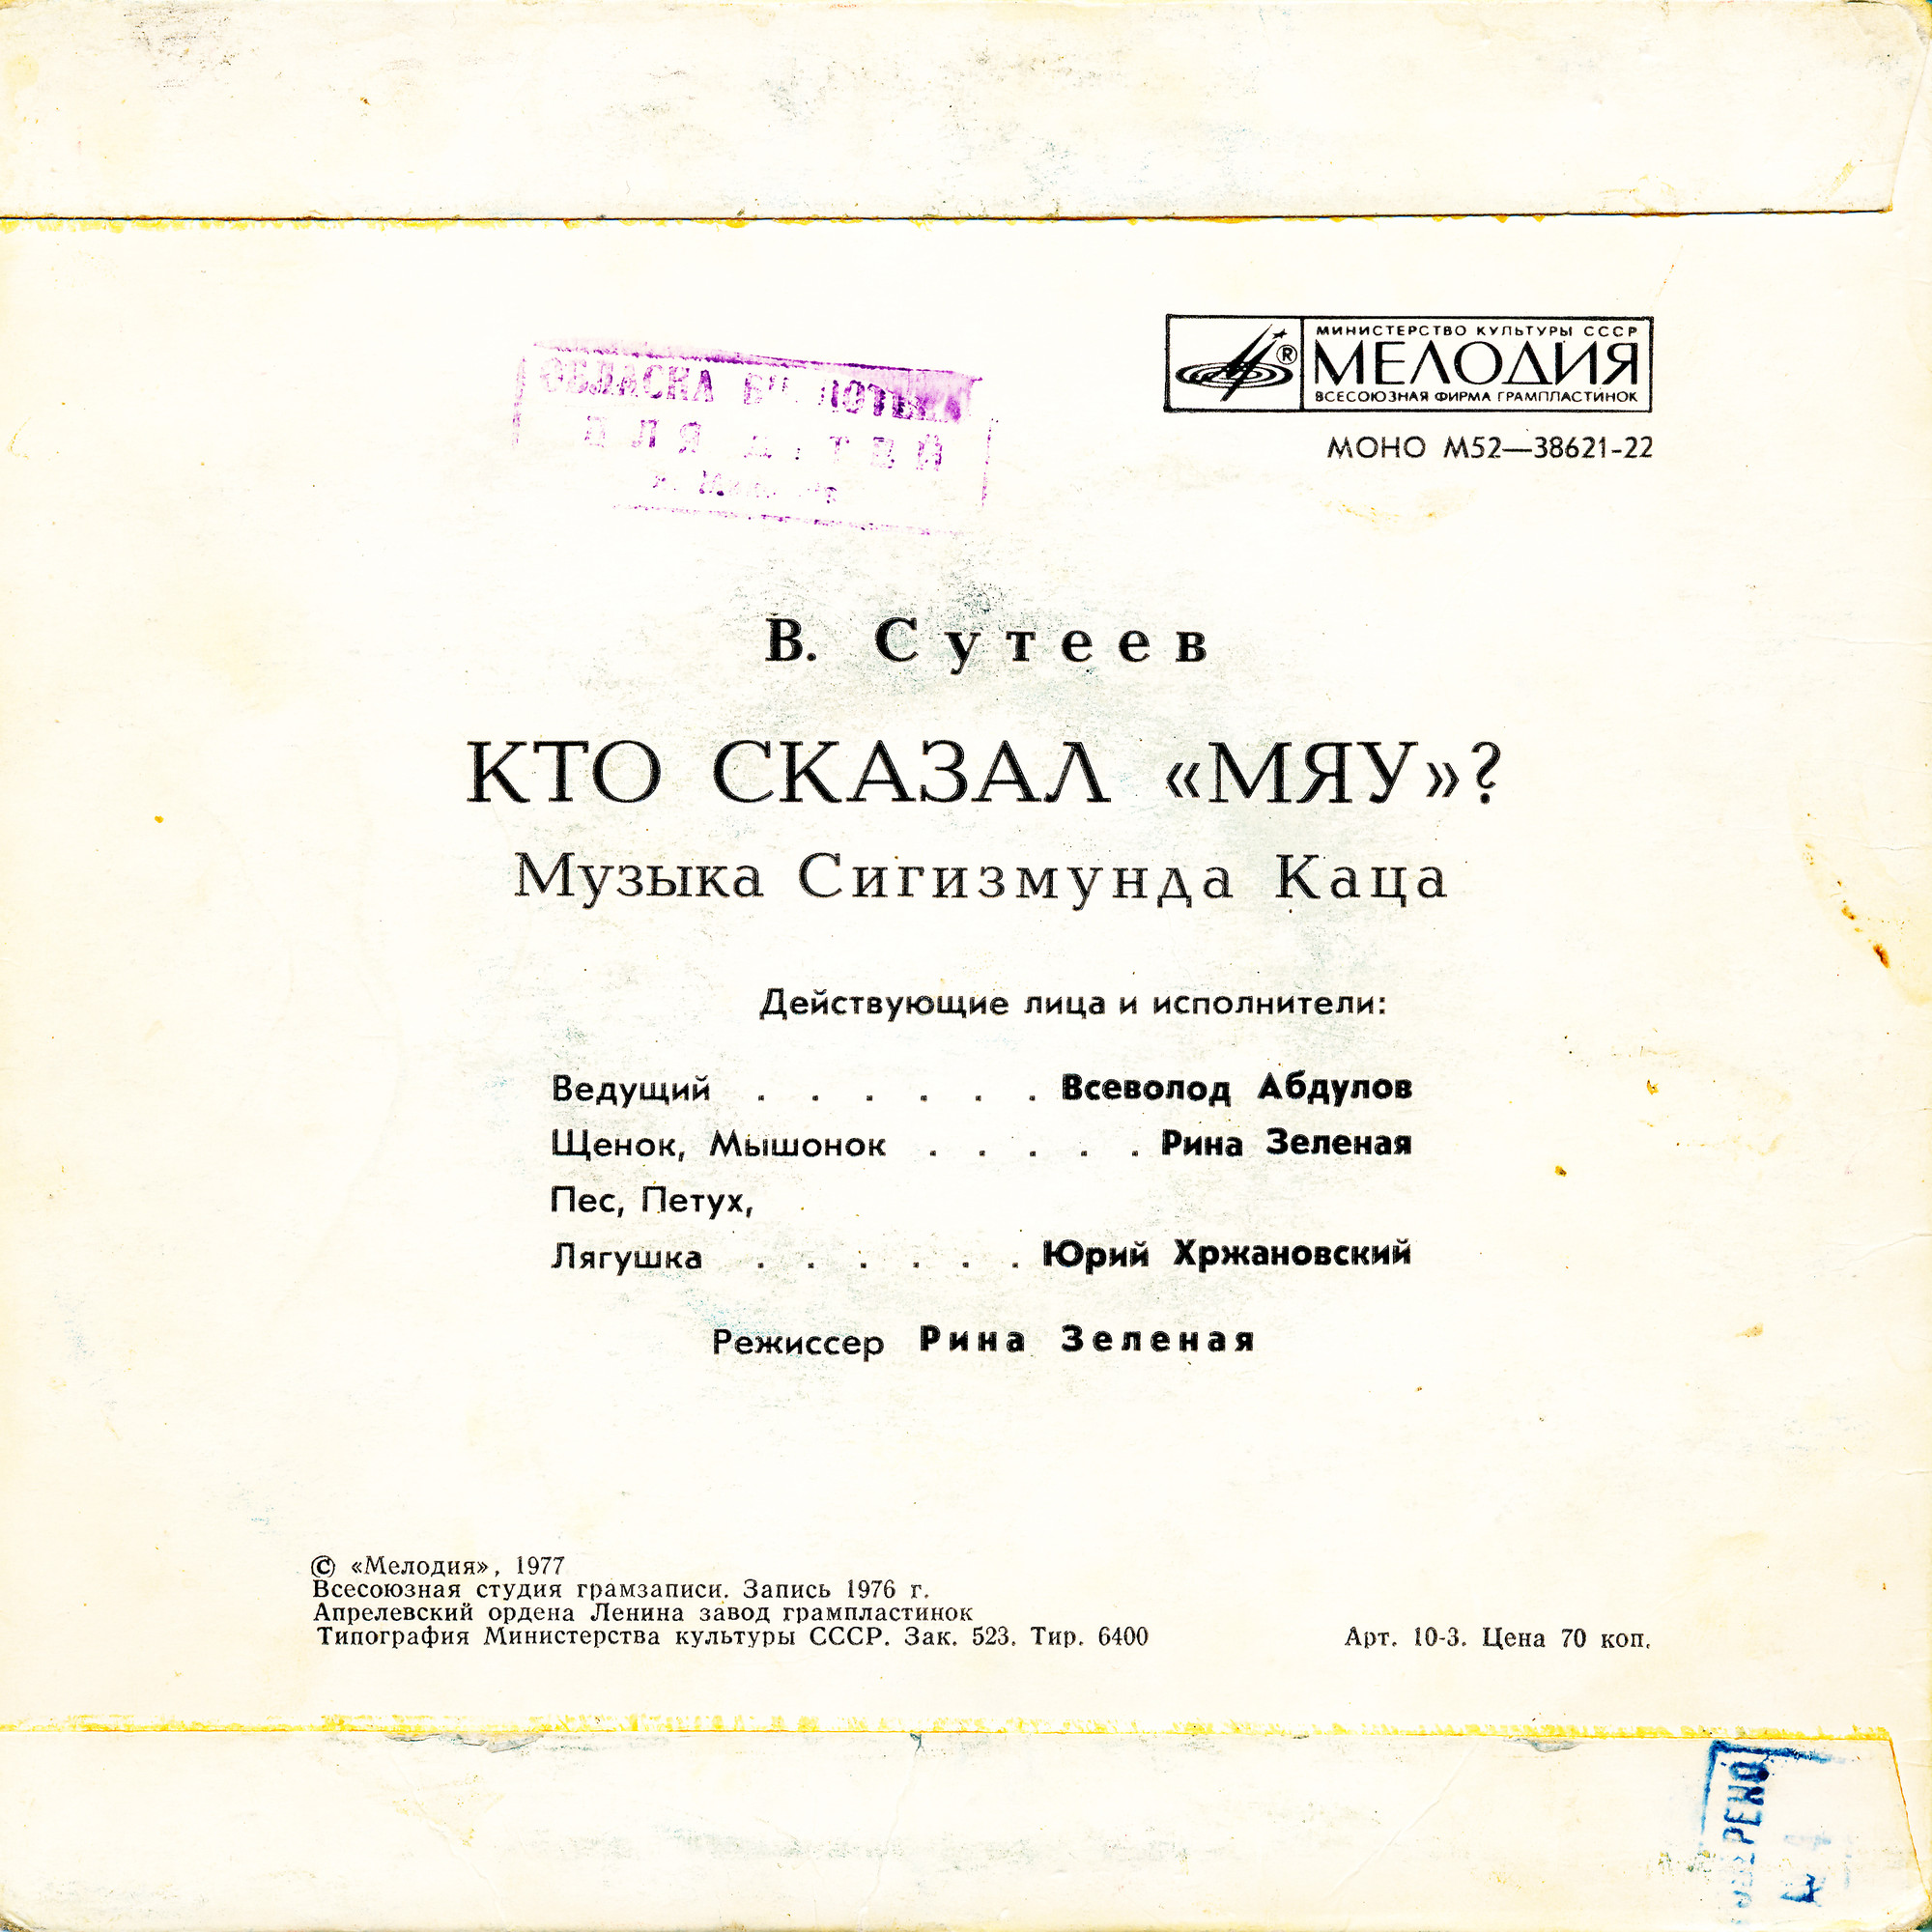 МИНИСТЕРСТВО КУЛЬТУРЫ СССР
МЕЛОДИЯ
ВСЕСОЮЗНАЯ ФИРМА ГРАМПЛАСТИНОК
МОНО М52—38621-22
ОБЛАСНА
В. Сутеев
КТО СКАЗАЛ «МЯУ»?
Музыка Сигизмунда Каца
Действующие лица и исполнители:
Ведущий . . . . . . Всеволод Абдулов
Щенок, Мышонок . . . . . Рина Зеленая
Пес, Петух,
Лягушка . . . . . . Юрий Хржановский
Режиссер Рина Зеленая
© «Мелодия», 1977
Всесоюзная студия грамзаписи. Запись 1976 г.
Апрелевский ордена Ленина завод грампластинок
Типография Министерства культуры СССР. Зак. 523. Тир. 6400
Арт. 10-3. Цена 70 коп.